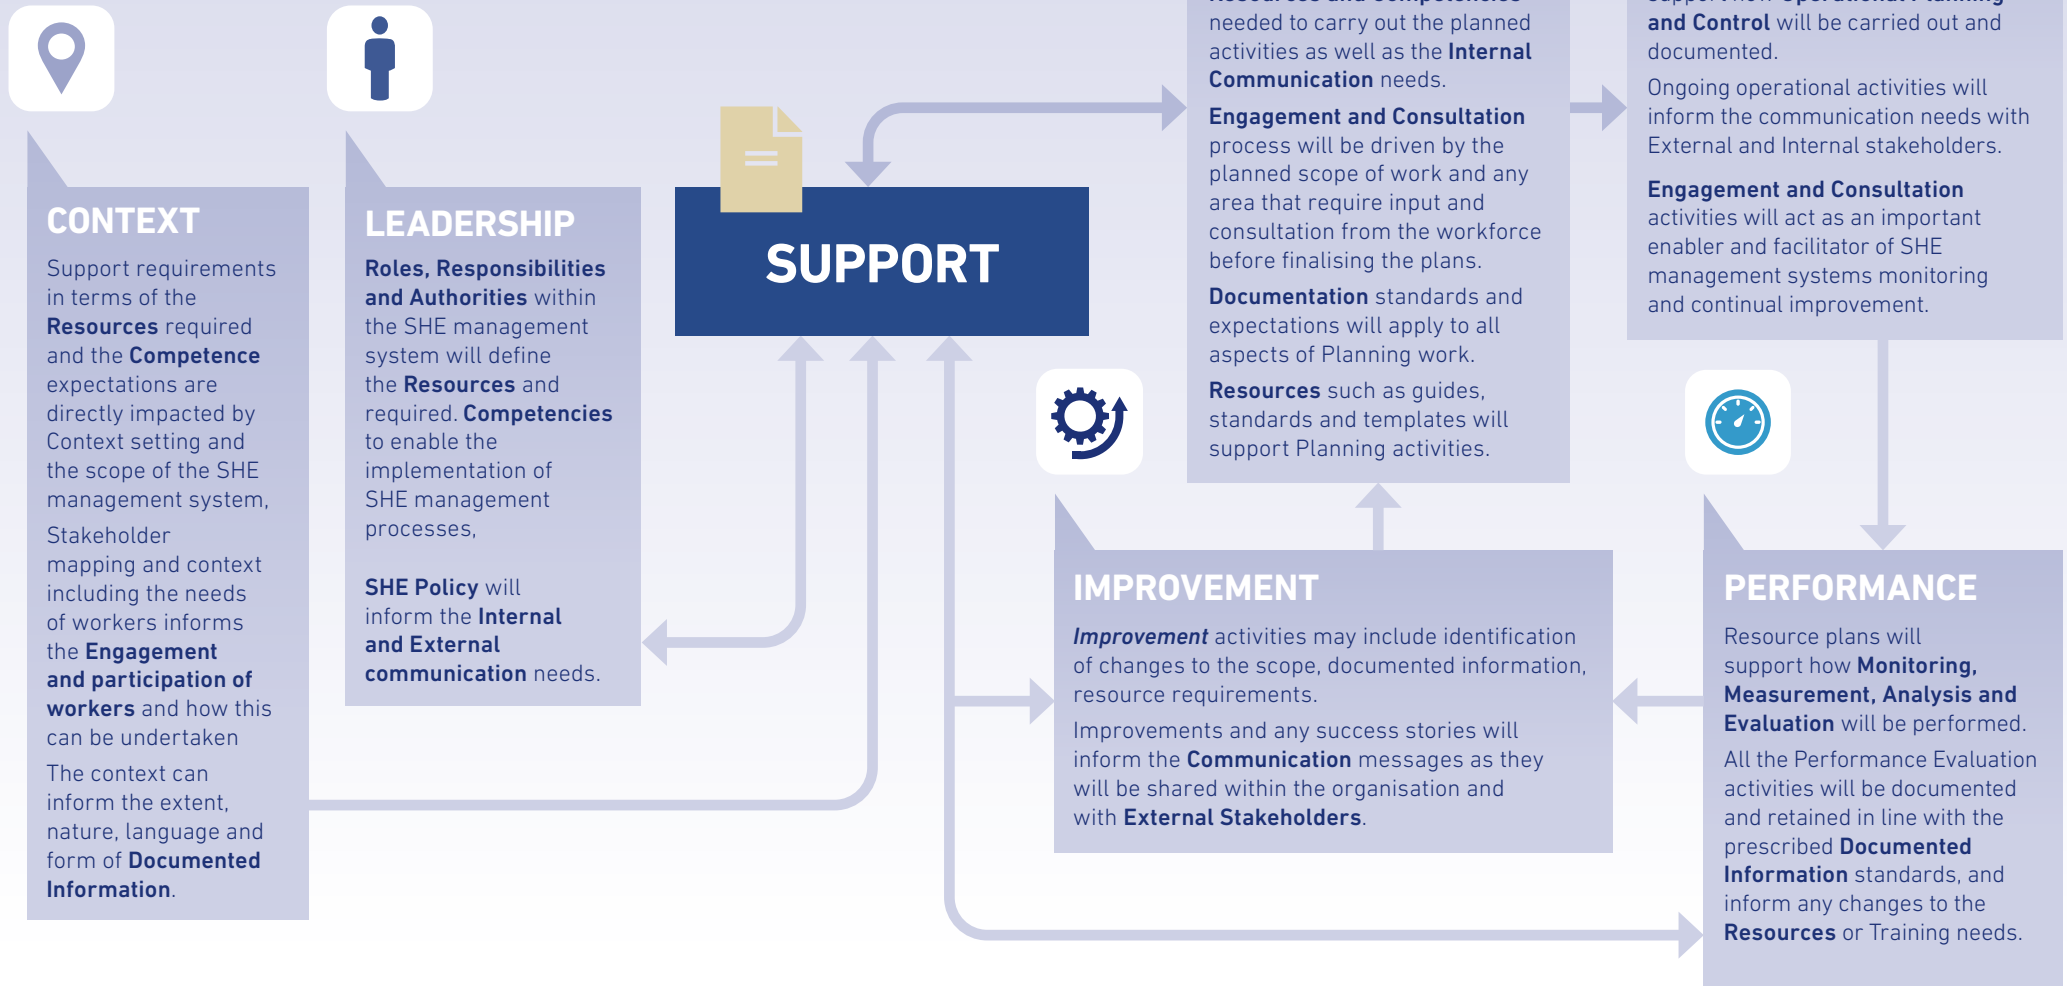 CONTEXT
Support requirements
in terms of the
Resources required
and the Competence
expectations are
directly impacted by
Context setting and
the scope of the SHE
management system,
Stakeholder
mapping and context
including the needs
of workers informs
the Engagement
and participation of
workers and how this
can be undertaken
The context can
inform the extent,
nature, language and
form of Documented
Information.
LEADERSHIP
Roles, Responsibilities
and Authorities within
the SHE management
system will define
the Resources and
required. Competencies
to enable the
implementation of
SHE management
processes,
SHE Policy will
inform the Internal
and External
communication needs.
SUPPORT
Resources and Competencies
needed to carry out the planned
activities as well as the Internal
Communication needs.
Engagement and Consultation
process will be driven by the
planned scope of work and any
area that require input and
consultation from the workforce
before finalising the plans.
Documentation standards and
expectations will apply to all
aspects of Planning work.
Resources such as guides,
standards and templates will
support Planning activities.
support how Operational Planning
and Control will be carried out and
documented.
Ongoing operational activities will
inform the communication needs with
External and Internal stakeholders.
Engagement and Consultation
activities will act as an important
enabler and facilitator of SHE
management systems monitoring
and continual improvement.
IMPROVEMENT
Improvement activities may include identification
of changes to the scope, documented information,
resource requirements.
Improvements and any success stories will
inform the Communication messages as they
will be shared within the organisation and
with External Stakeholders.
PERFORMANCE
Resource plans will
support how Monitoring,
Measurement, Analysis and
Evaluation will be performed.
All the Performance Evaluation
activities will be documented
and retained in line with the
prescribed Documented
Information standards, and
inform any changes to the
Resources or Training needs.